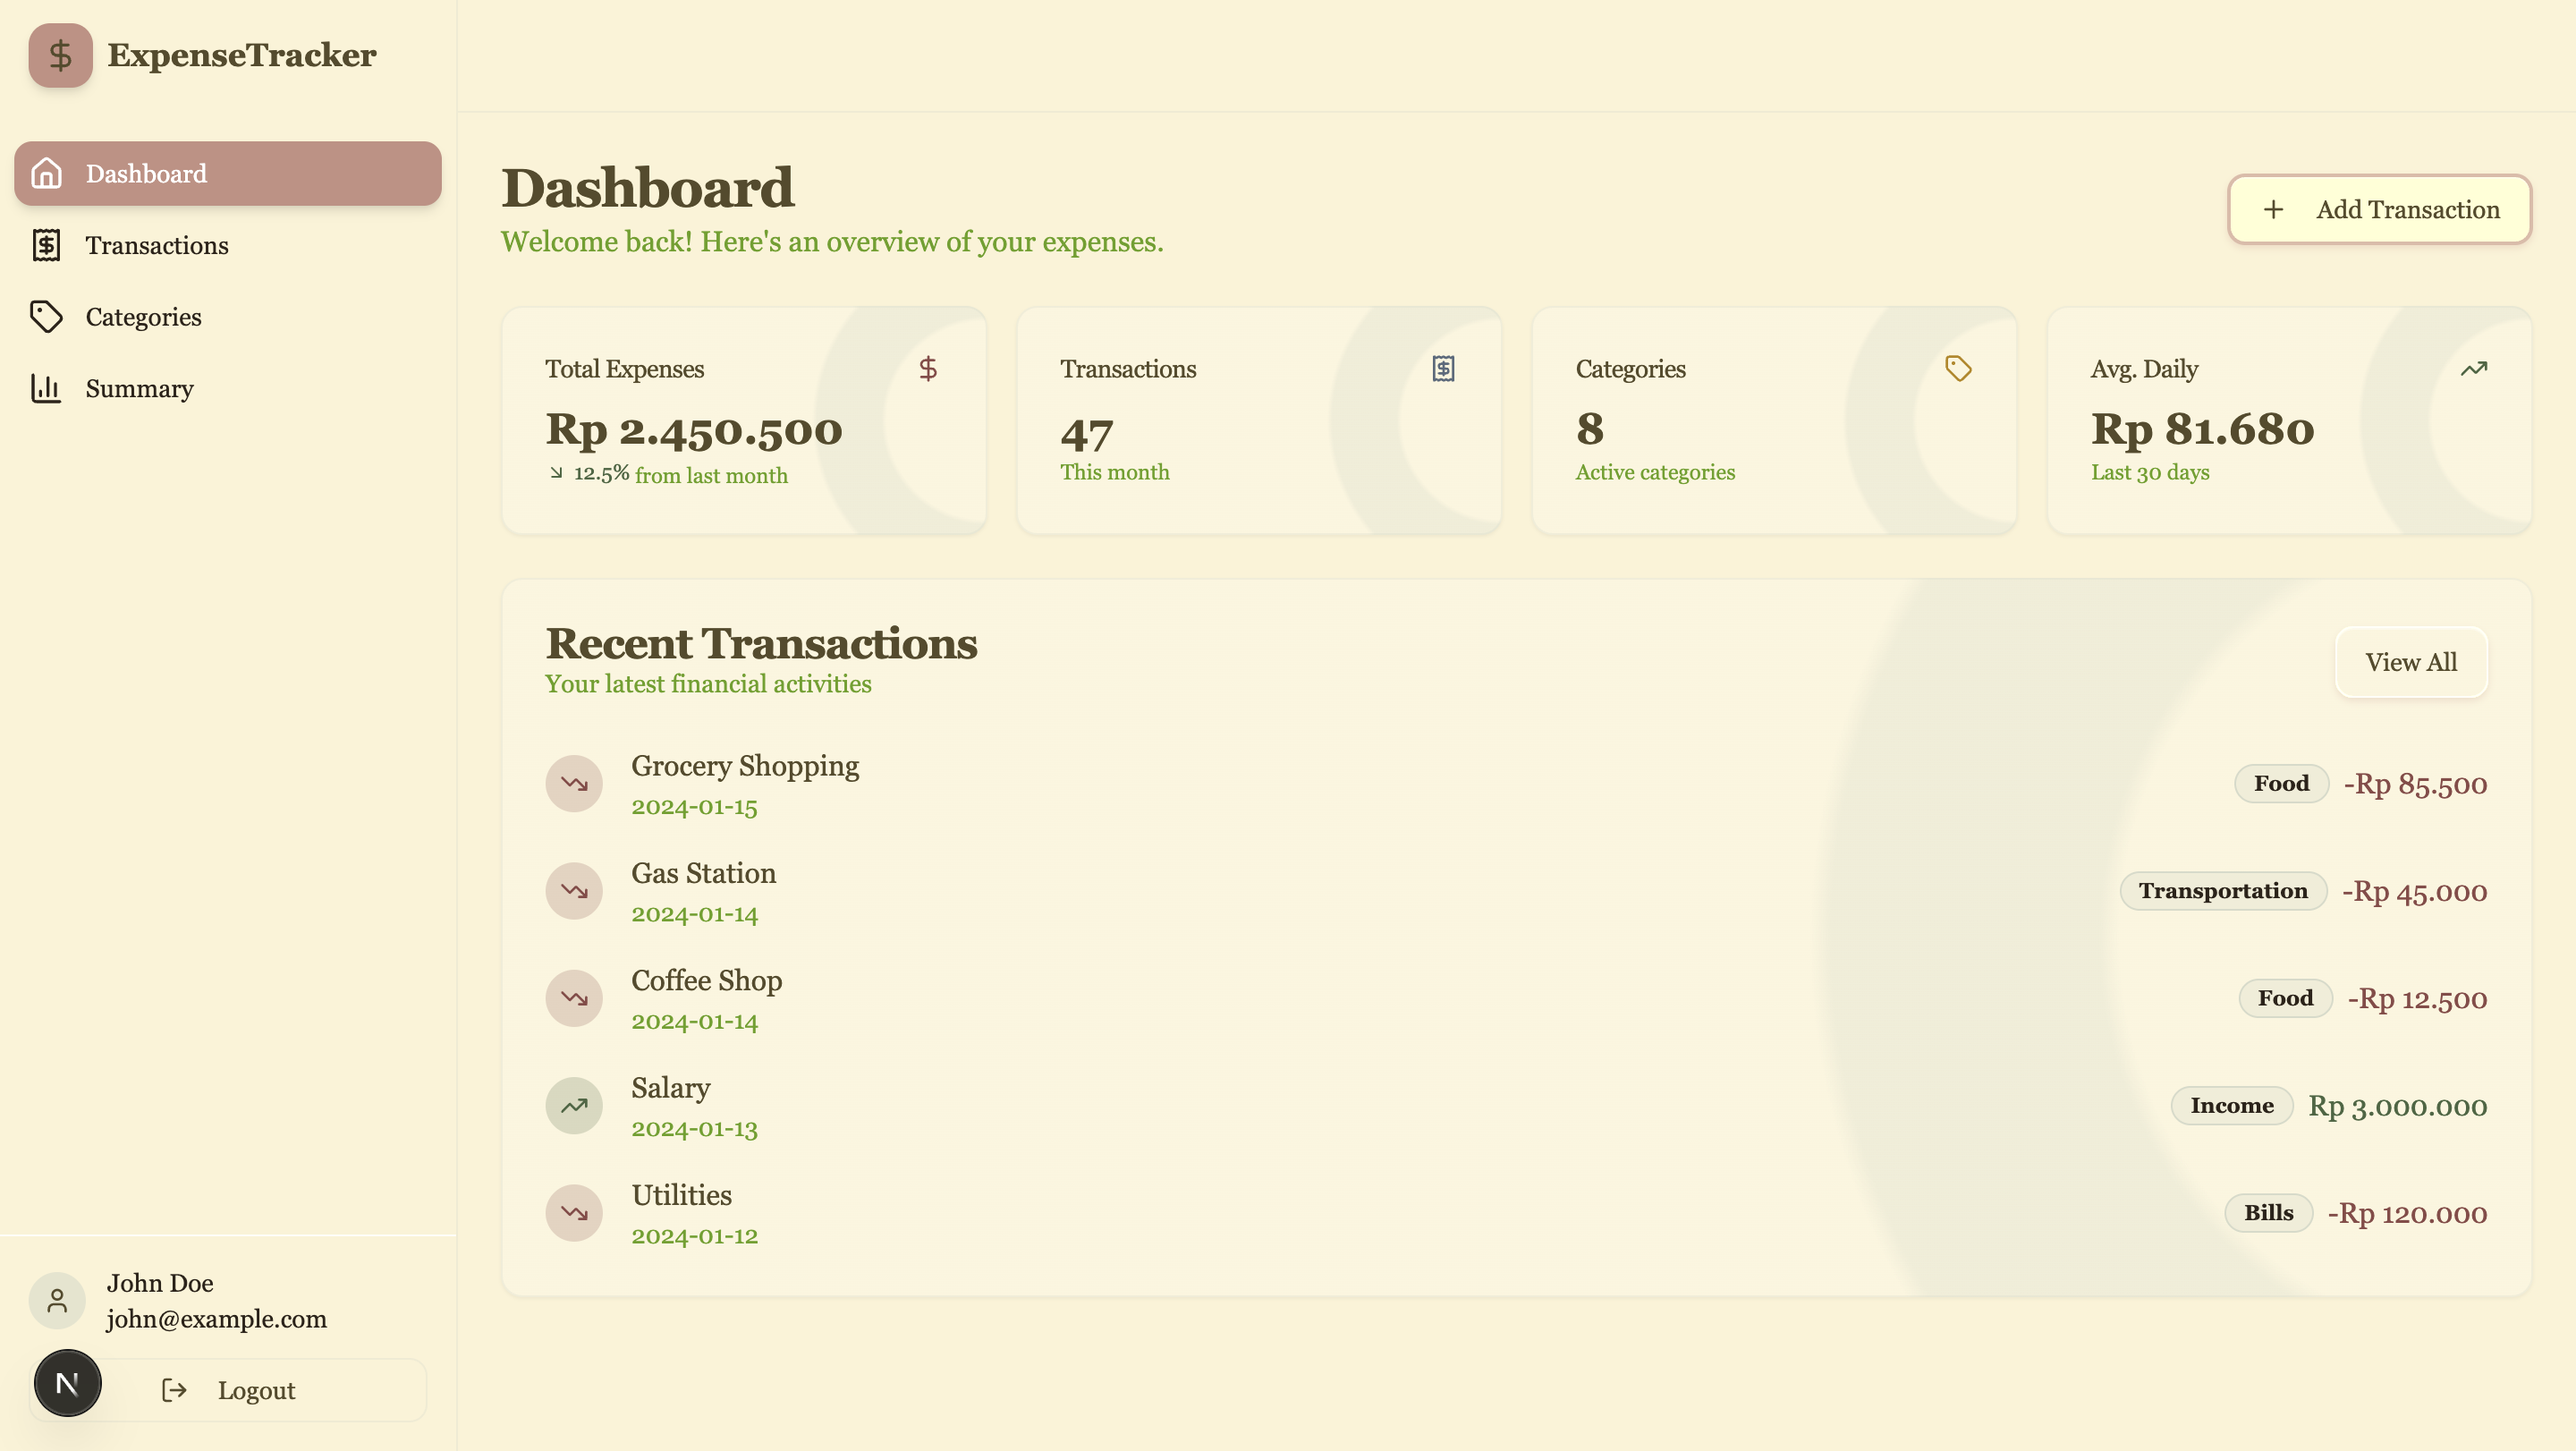 ExpenseTracker
Dashboard
Transactions
Categories
Summary
John Doe
john@example.com
N
Logout
Dashboard
Welcome back! Here's an overview of your expenses.
Add Transaction
Total Expenses
Rp 2.450.500
12.5% from last month
Transactions
47
This month
Categories
8
Active categories
Avg. Daily
Rp 81.680
Last 30 days
Recent Transactions
Your latest financial activities
View All
Grocery Shopping
2024-01-15
Food -Rp 85.500
Gas Station
2024-01-14
Transportation -Rp 45.000
Coffee Shop
2024-01-14
Food -Rp 12.500
Salary
2024-01-13
Income Rp 3.000.000
Utilities
2024-01-12
Bills -Rp 120.000